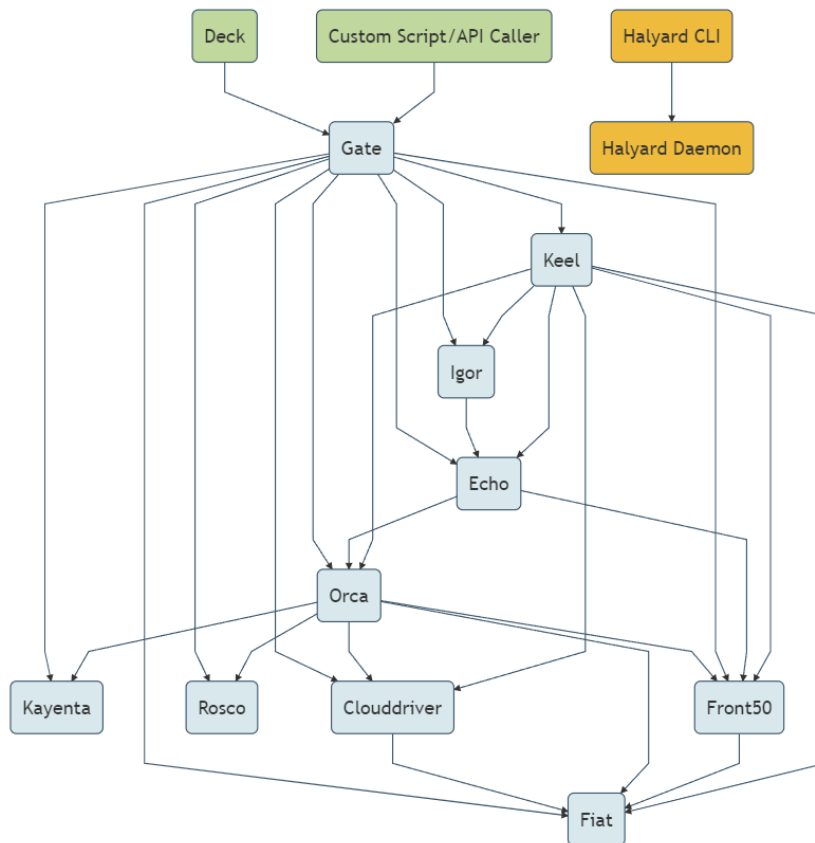 Deck
Custom Script/API Caller
Halyard CLI
Gate
Halyard Daemon
Keel
Igor
Echo
Orca
Kayenta
Rosco
Clouddriver
Front50
Fiat